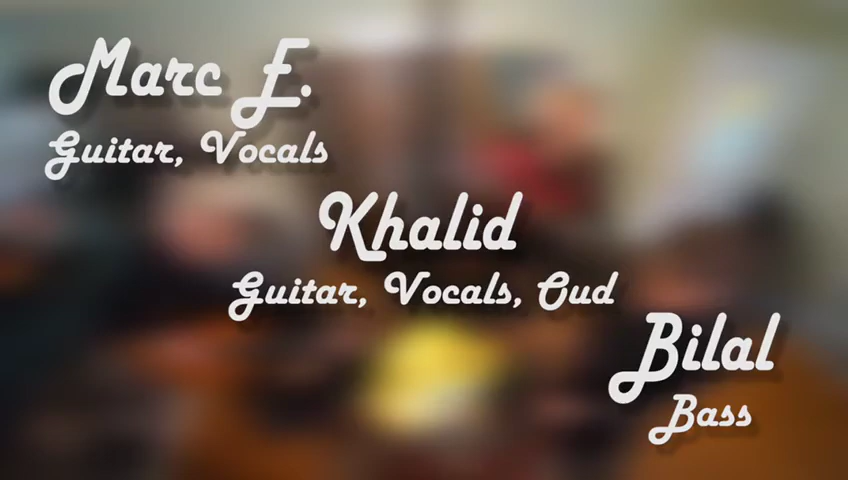 Marc E.
Guitar, Vocals
Khalid
Guitar, Vocals, Oud
Bilal
Bass